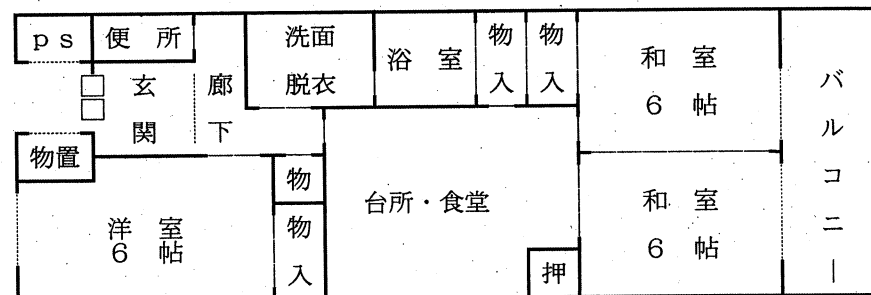 ps
便所
玄関
廊下
洗面
脱衣
浴室
物入
物入
和室
6帖
バルコニー
物置
物
台所・食堂
洋室
6帖
物入
押
和室
6帖